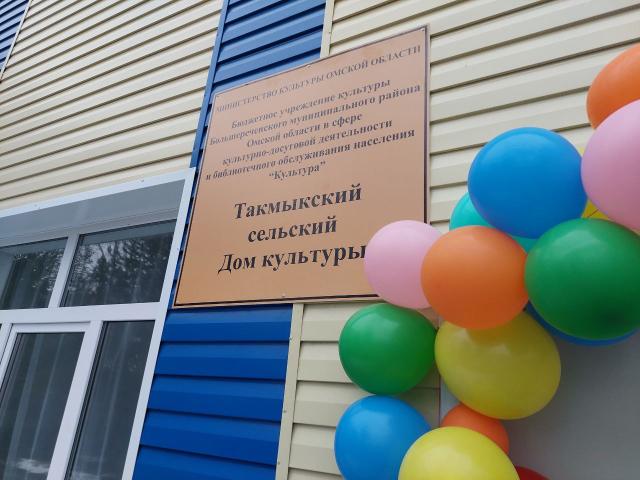 МИНИСТЕРСТВО КУЛЬТУРЫ ОМСКОЙ ОБЛАСТИ
Бюджетное учреждение культуры
Большереченского муниципального района
Омской области в сфере
культурно-досуговой деятельности
и библиотечного обслуживания населения
"Культура"
Такмыкский
сельский
Дом культуры